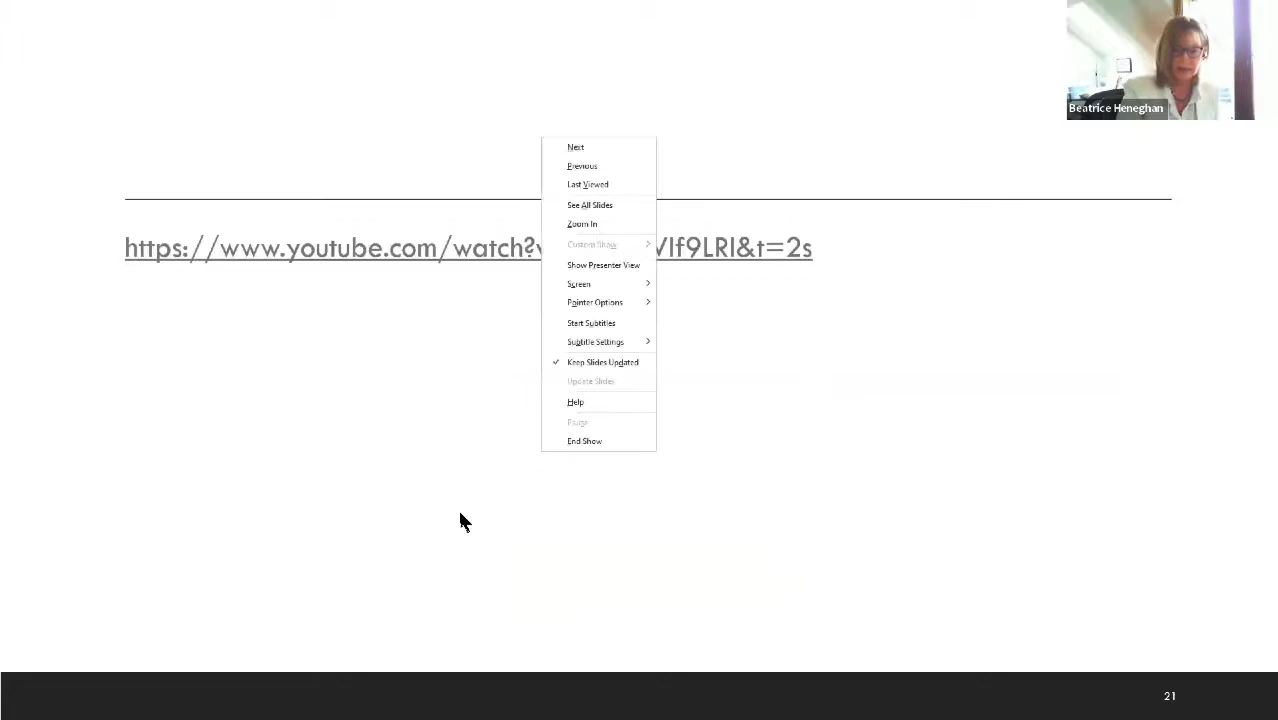 Beatrice Heneghan
Next
Previous
Last Viewed
See All Slides
Zoom In
https://www.youtube.com/watch? Vlf9LRl&t=2s
Custom Show
Show Presenter View
Screen
Pointer Options
Start Subtitles
Subtitle Settings
Keep Slides Updated
Update Slides
Help
Pause
End Show
21